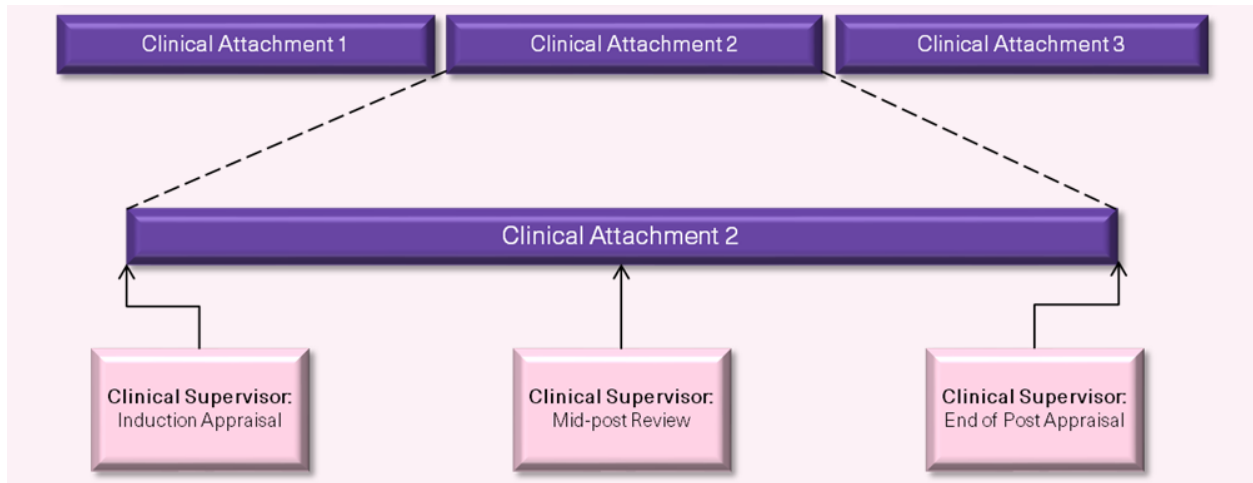 Clinical Attachment 1
Clinical Attachment 2
Clinical Attachment 3
Clinical Attachment 2
Clinical Supervisor:
Induction Appraisal
Clinical Supervisor:
Mid-post Review
Clinical Supervisor:
End of Post Appraisal